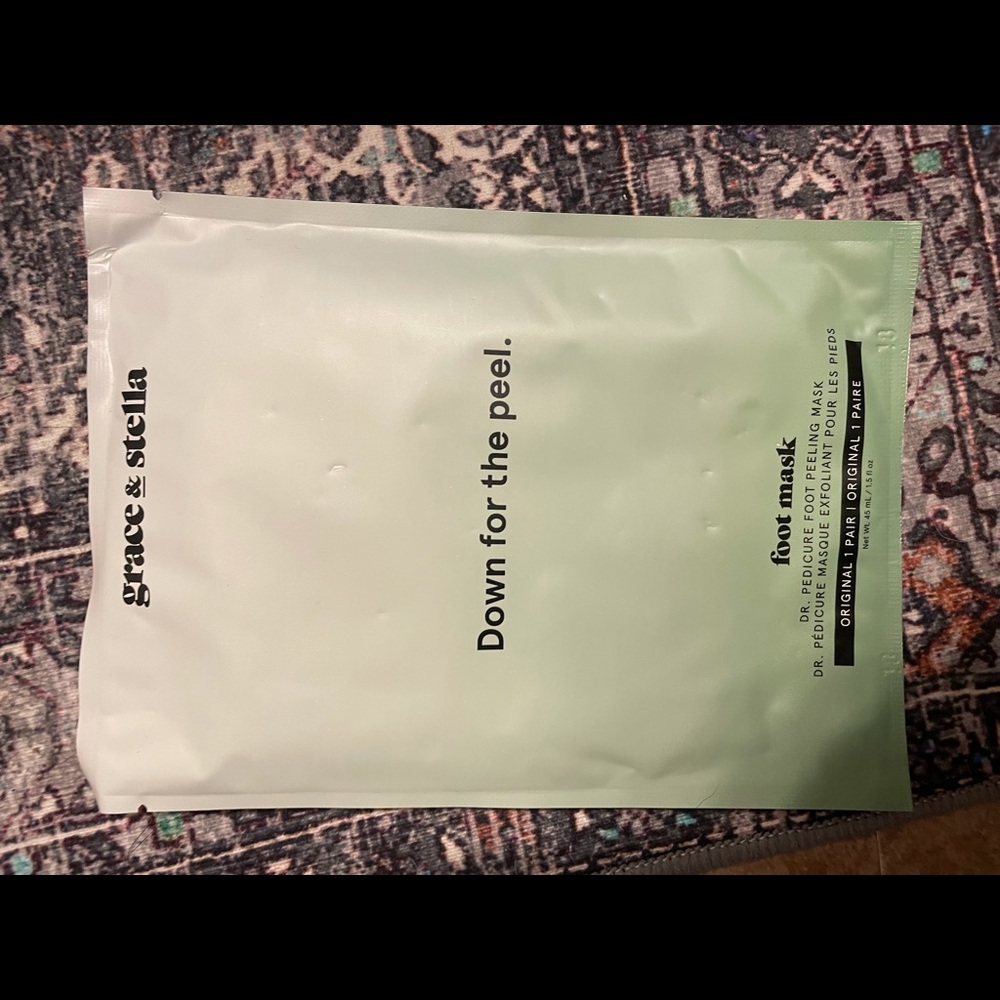 grace & stella
Down for the peel.
foot mask
DR. PEDICURE FOOT PEELING MASK
DR. PÉDICURE MASQUE EXFOLIANT POUR LES PIEDS
ORIGINAL 1 PAIR | ORIGINAL 1 PAIRE
Net Wt. 45 mL / 1.5 fl oz